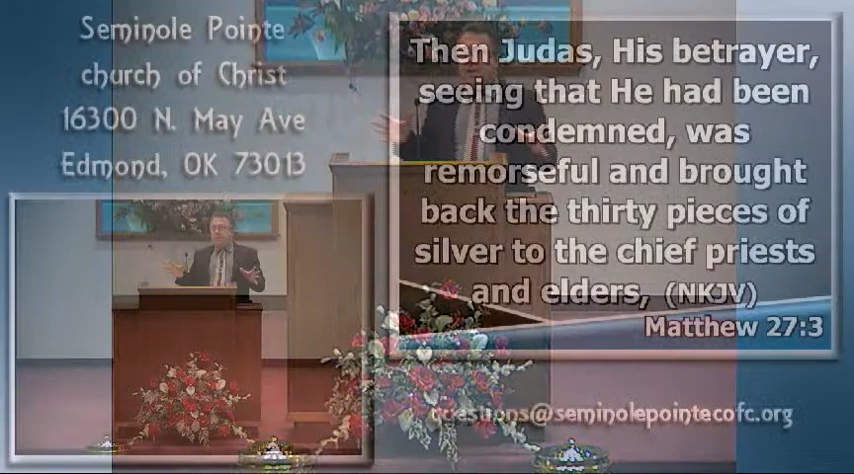 Seminole Pointe
church of Christ
16300 N. May Ave
Edmond, OK 73013
Then Judas, His betrayer,
seeing that He had been
condemned, was
remorseful and brought
back the thirty pieces of
silver to the chief priests
and elders, (NKJV)
Matthew 27:3
questions@seminolepointecofc.org